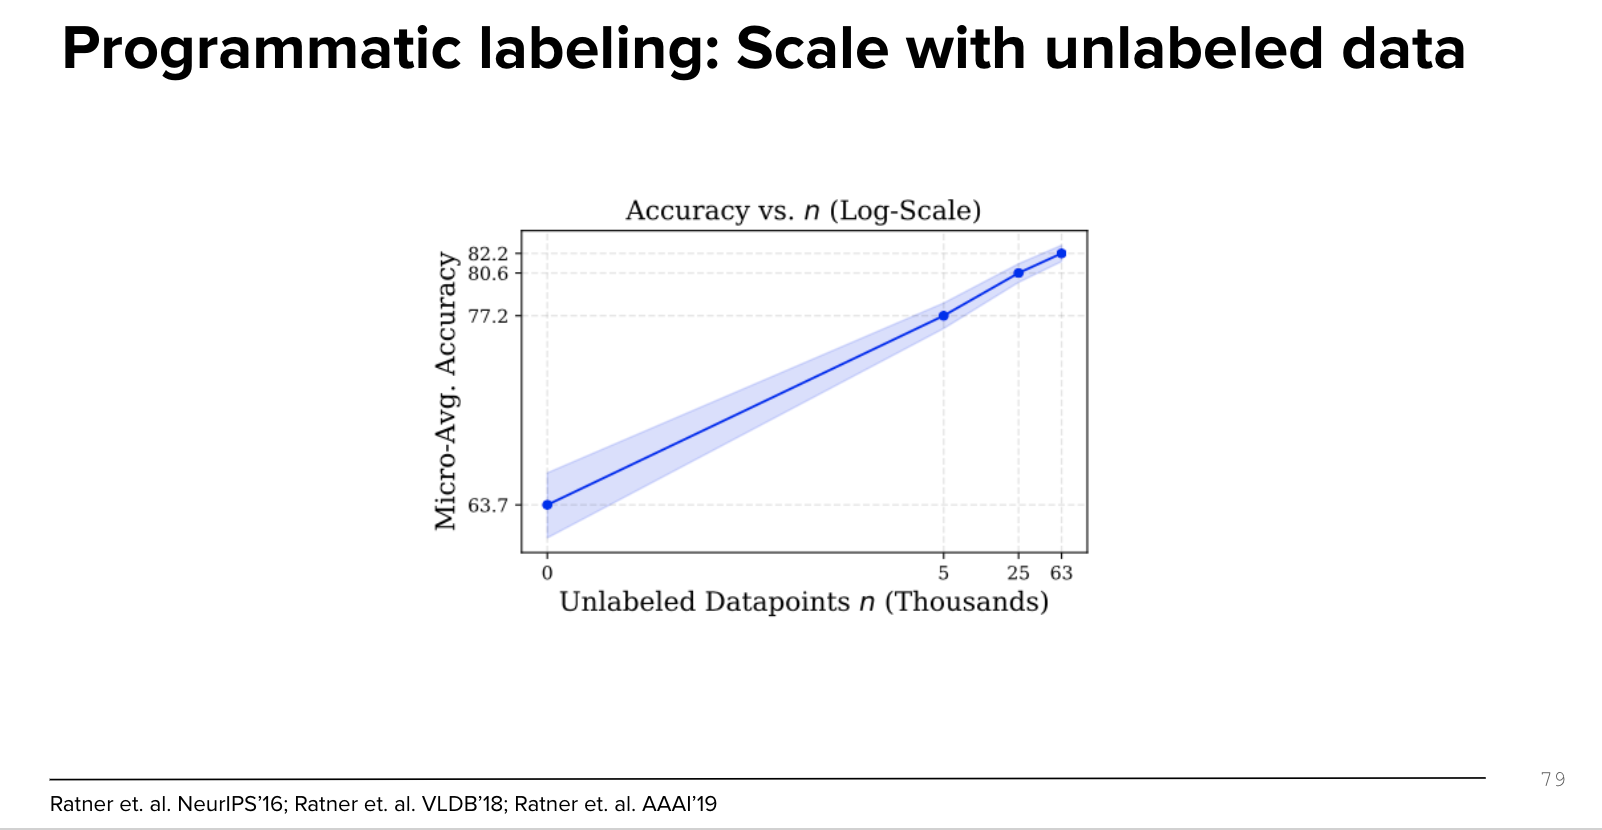 Programmatic labeling: Scale with unlabeled data
Accuracy vs. n (Log-Scale)
Micro-Avg. Accuracy
82.2
80.6
77.2
63.7
0 5 25 63
Unlabeled Datapoints n (Thousands)
79
Ratner et. al. NeurIPS’16; Ratner et. al. VLDB’18; Ratner et. al. AAAI’19